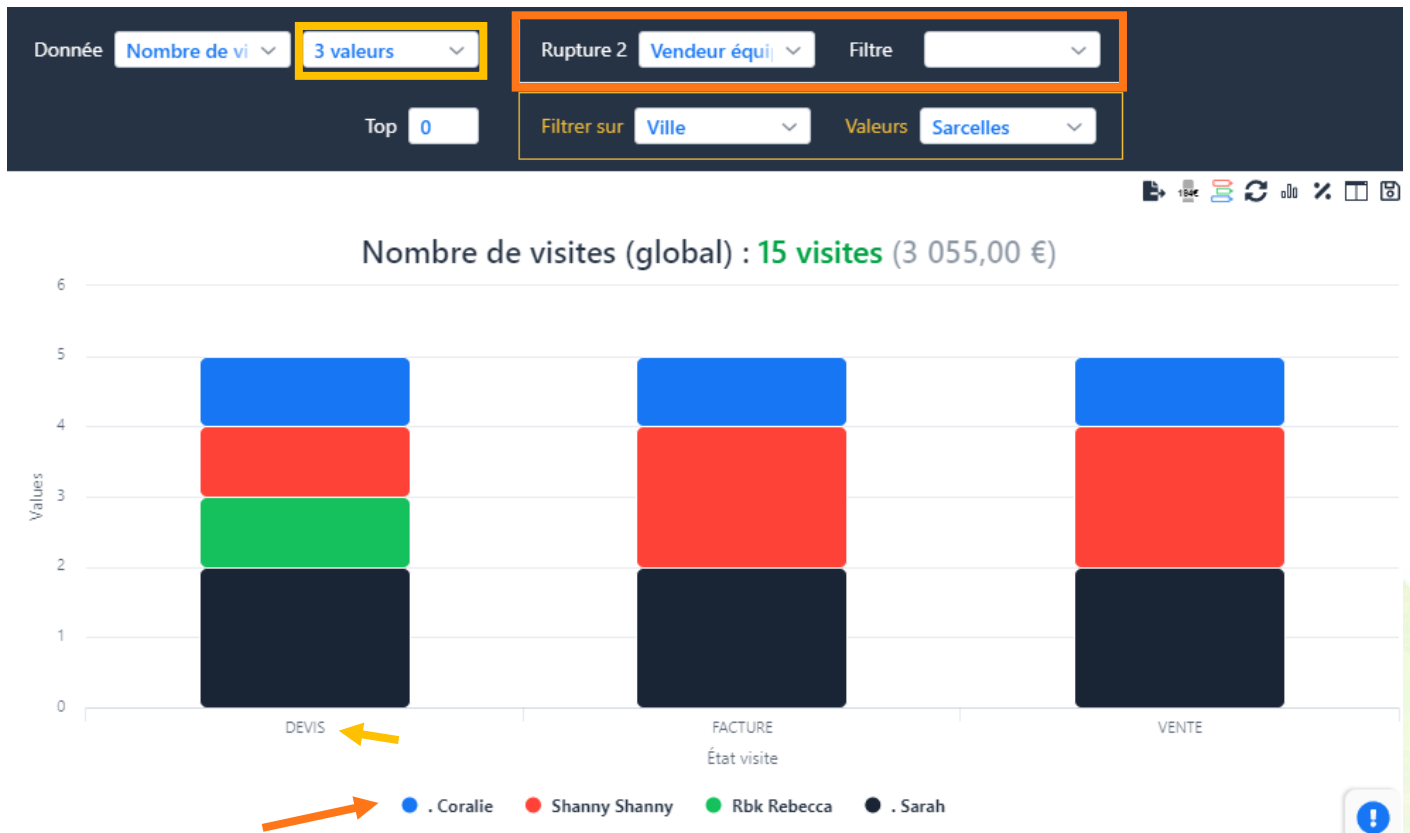 Donnée Nombre de vi 3 valeurs Rupture 2 Vendeur équi Filtre
Top 0 Filtrer sur Ville Valeurs Sarcelles
184€
Nombre de visites (global) : 15 visites (3 055,00 €)
6
5
4
3
2
1
0
Values
DEVIS FACTURE VENTE
État visite
. Coralie Shanny Shanny Rbk Rebecca . Sarah